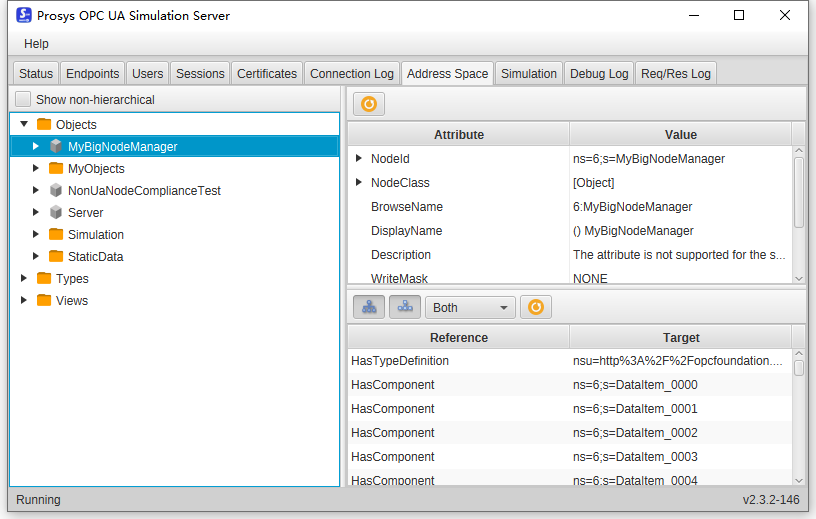 Prosys OPC UA Simulation Server
Help
Status Endpoints Users Sessions Certificates Connection Log Address Space Simulation Debug Log Req/Res Log
Show non-hierarchical
Objects
MyBigNodeManager
MyObjects
NonUaNodeComplianceTest
Server
Simulation
StaticData
Types
Views
Attribute Value
NodeId ns=6;s=MyBigNodeManager
NodeClass [Object]
BrowseName 6:MyBigNodeManager
DisplayName () MyBigNodeManager
Description The attribute is not supported for the s...
WriteMask NONE
Both
Reference Target
HasTypeDefinition nsu=http%3A%2F%2Fopcfoundation....
HasComponent ns=6;s=DataItem_0000
HasComponent ns=6;s=DataItem_0001
HasComponent ns=6;s=DataItem_0002
HasComponent ns=6;s=DataItem_0003
HasComponent ns=6;s=DataItem_0004
Running v2.3.2-146